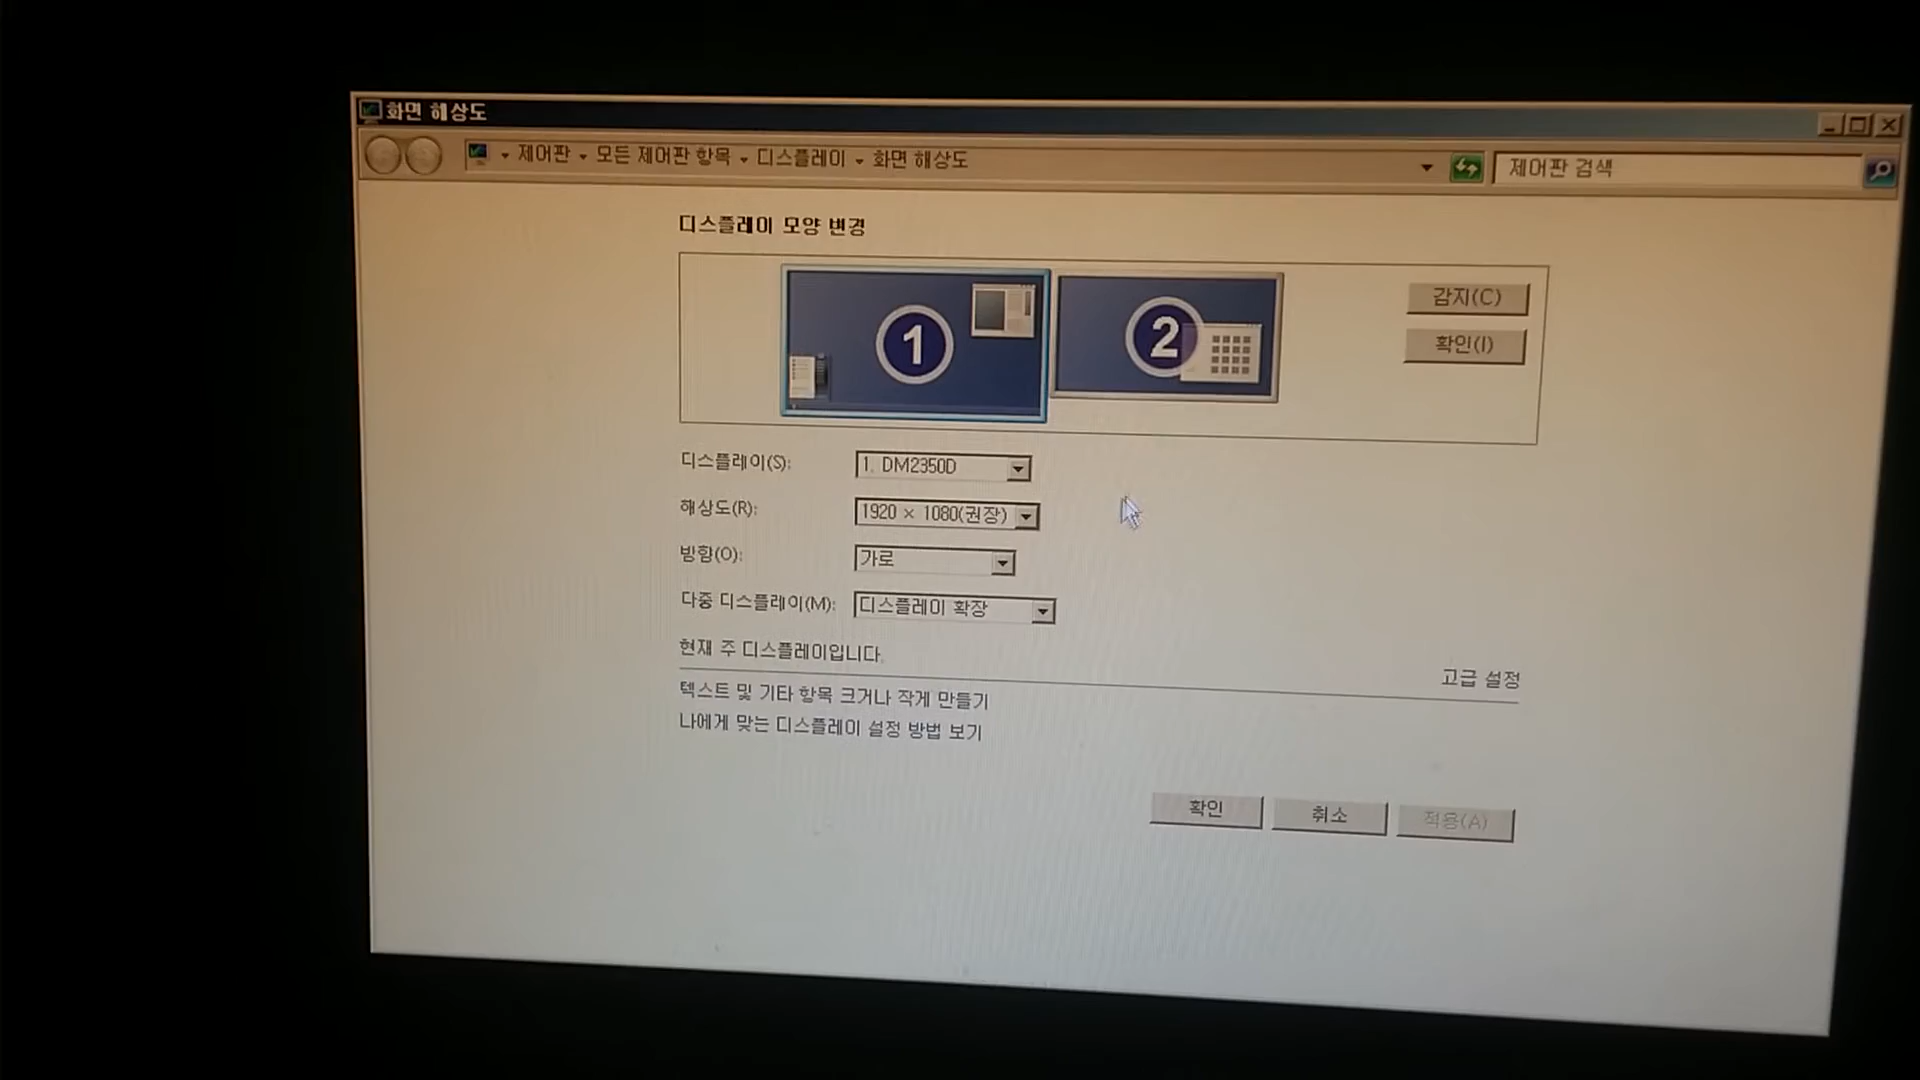 화면 해상도
제어판 모든 제어판 항목 디스플레이 화면 해상도
제어판 검색
디스플레이 모양 변경
1
2
감지(C)
확인(I)
디스플레이(S): 1. DM2350D
해상도(R): 1920 × 1080(권장)
방향(O): 가로
다중 디스플레이(M): 디스플레이 확장
현재 주 디스플레이입니다.
고급 설정
텍스트 및 기타 항목 크거나 작게 만들기
나에게 맞는 디스플레이 설정 방법 보기
확인 취소 적용(A)